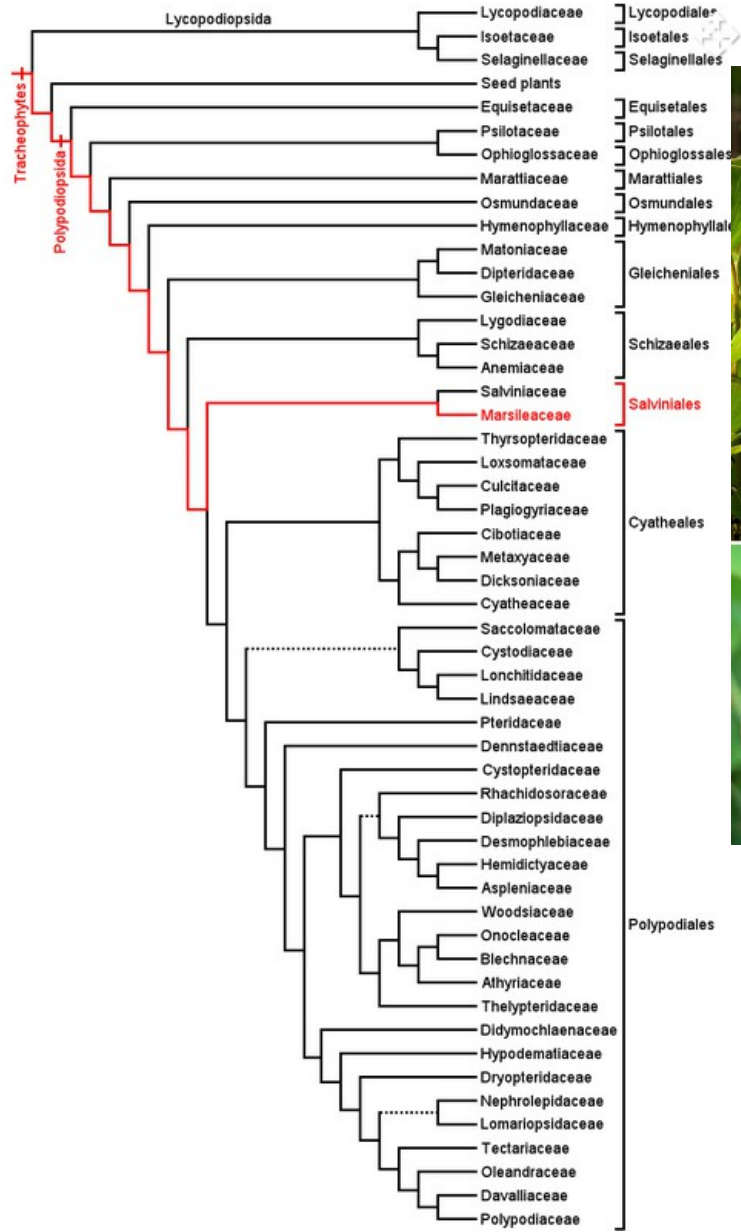 Lycopodiopsida
Lycopodiaceae Lycopodiales
Isoetaceae Isoetales
Selaginellaceae Selaginellales
Tracheophytes
Seed plants
Equisetaceae Equisetales
Polypodiopsida
Psilotaceae Psilotales
Ophioglossaceae Ophioglossales
Marattiaceae Marattiales
Osmundaceae Osmundales
Hymenophyllaceae Hymenophyllale
Matoniaceae
Dipteridaceae Gleicheniales
Gleicheniaceae
Lygodiaceae
Schizaeaceae Schizaeales
Anemiaceae
Salviniaceae Salviniales
Marsileaceae
Thyrsopteridaceae
Loxsomataceae
Culcitaceae
Plagiogyriaceae Cyatheales
Cibotiaceae
Metaxyaceae
Dicksoniaceae
Cyatheaceae
Saccolomataceae
Cystodiaceae
Lonchitidaceae
Lindsaeaceae
Pteridaceae
Dennstaedtiaceae
Cystopteridaceae
Rhachidosoraceae
Diplaziopsidaceae
Desmophlebiaceae
Hemidictyaceae
Aspleniaceae
Woodsiaceae Polypodiales
Onocleaceae
Blechnaceae
Athyriaceae
Thelypteridaceae
Didymochlaenaceae
Hypodematiaceae
Dryopteridaceae
Nephrolepidaceae
Lomariopsidaceae
Tectariaceae
Oleandraceae
Davalliaceae
Polypodiaceae